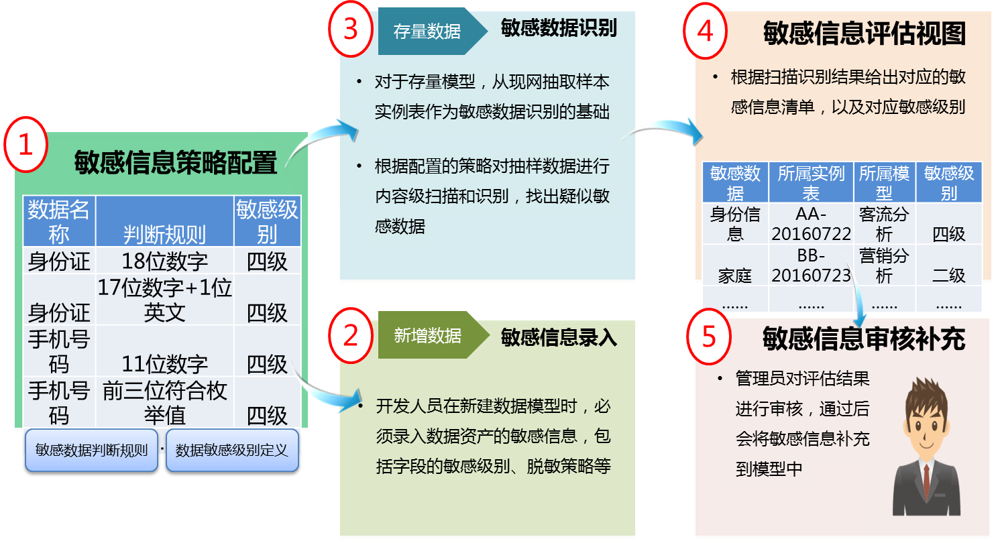 1
敏感信息策略配置
数据名
称
判断规则
敏感级
别
身份证
18位数字
四级
身份证
17位数字+1位
英文
四级
手机号
码
11位数字
四级
手机号
码
前三位符合枚
举值
四级
敏感数据判断规则
数据敏感级别定义
3
存量数据
敏感数据识别
• 对于存量模型，从现网抽取样本
实例表作为敏感数据识别的基础
• 根据配置的策略对抽样数据进行
内容级扫描和识别，找出疑似敏
感数据
2
新增数据
敏感信息录入
• 开发人员在新建数据模型时，必
须录入数据资产的敏感信息，包
括字段的敏感级别、脱敏策略等
4
敏感信息评估视图
• 根据扫描识别结果给出对应的敏
感信息清单，以及对应敏感级别
敏感数
据
所属实例
表
所属模
型
敏感级
别
身份信
息
AA-
20160722
客流分
析
四级
家庭
BB-
20160723
营销分
析
二级
......
......
......
......
5
敏感信息审核补充
• 管理员对评估结果
进行审核，通过后
会将敏感信息补充
到模型中